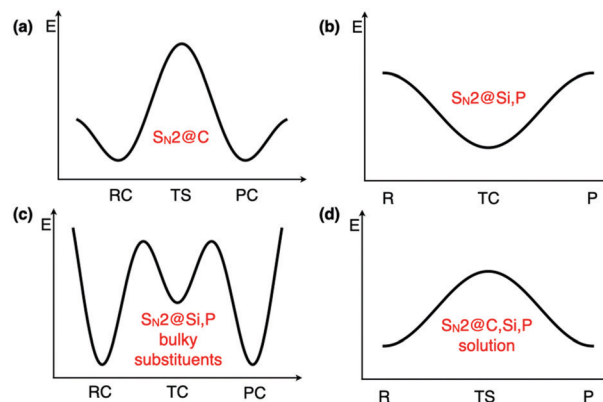 (a)
E
SN2@C
RC TS PC
(b)
E
SN2@Si,P
R TC P
(c)
E
SN2@Si,P
bulky
substituents
RC TC PC
(d)
E
SN2@C,Si,P
solution
R TS P